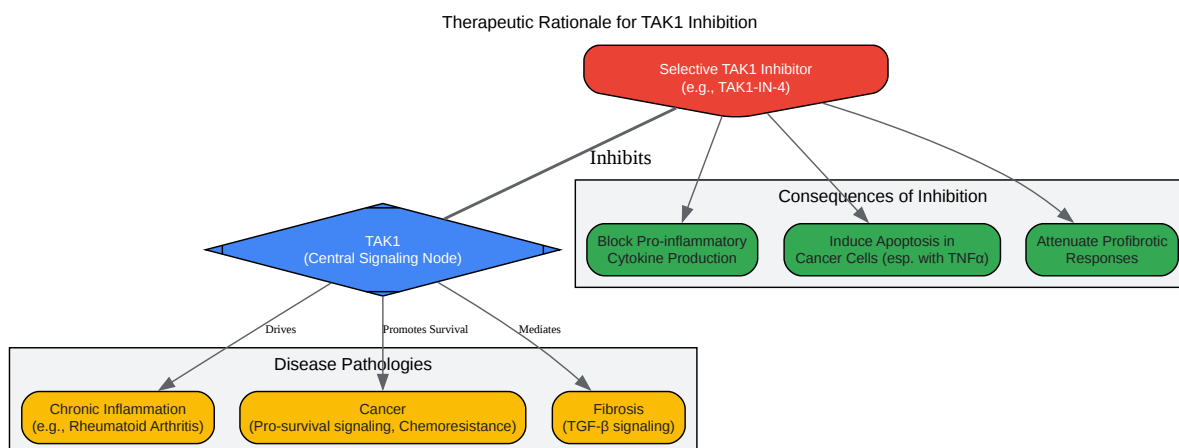 Therapeutic Rationale for TAK1 Inhibition
Selective TAK1 Inhibitor
(e.g., TAK1-IN-4)
Inhibits
Consequences of Inhibition
Block Pro-inflammatory
Cytokine Production
Induce Apoptosis in
Cancer Cells (esp. with TNFα)
Attenuate Profibrotic
Responses
TAK1
(Central Signaling Node)
Drives
Promotes Survival
Mediates
Disease Pathologies
Chronic Inflammation
(e.g., Rheumatoid Arthritis)
Cancer
(Pro-survival signaling, Chemoresistance)
Fibrosis
(TGF-β signaling)